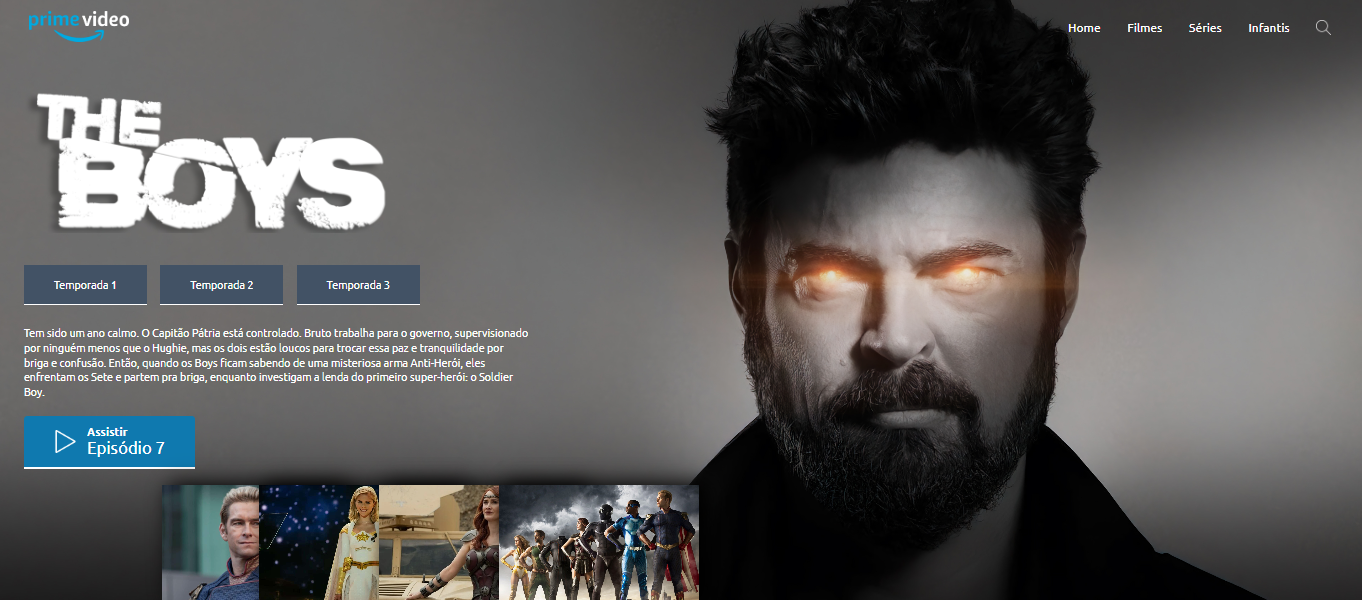 prime video
Home Filmes Séries Infantis
THE
BOYS
Temporada 1 Temporada 2 Temporada 3
Tem sido um ano calmo. O Capitão Pátria está controlado. Bruto trabalha para o governo, supervisionado
por ninguém menos que o Hughie, mas os dois estão loucos para trocar essa paz e tranquilidade por
briga e confusão. Então, quando os Boys ficam sabendo de uma misteriosa arma Anti-Herói, eles
enfrentam os Sete e partem pra briga, enquanto investigam a lenda do primeiro super-herói: o Soldier
Boy.
Assistir
Episódio 7